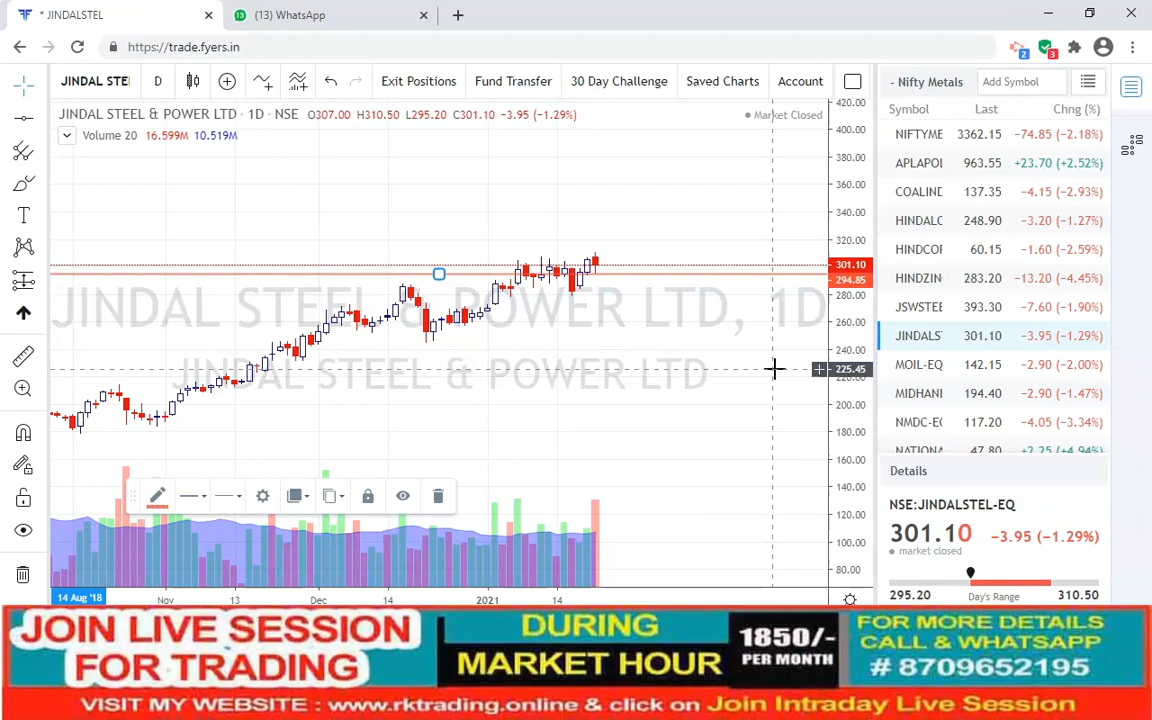 * JINDALSTEL
(13) WhatsApp
https://trade.fyers.in
2
3
JINDAL STE
D
Exit Positions
Fund Transfer
30 Day Challenge
Saved Charts
Account
JINDAL STEEL & POWER LTD · 1D · NSE O307.00 H310.50 L295.20 C301.10 -3.95 (-1.29%)
Market Closed
Volume 20 16.599M 10.519M
JINDAL STEEL & POWER LTD, 1D
JINDAL STEEL & POWER LTD
420.00
400.00
380.00
360.00
340.00
320.00
301.10
294.85
280.00
260.00
240.00
225.45
220.00
200.00
180.00
160.00
140.00
120.00
100.00
80.00
14 Aug '18
Nov
13
Dec
14
2021
14
- Nifty Metals
Add Symbol
Symbol Last Chng (%)
NIFTYME 3362.15 -74.85 (-2.18%)
APLAPOL 963.55 +23.70 (+2.52%)
COALINE 137.35 -4.15 (-2.93%)
HINDALC 248.90 -3.20 (-1.27%)
HINDCOF 60.15 -1.60 (-2.59%)
HINDZIN 283.20 -13.20 (-4.45%)
JSWSTEE 393.30 -7.60 (-1.90%)
JINDALS 301.10 -3.95 (-1.29%)
MOIL-EQ 142.15 -2.90 (-2.00%)
MIDHANI 194.40 -2.90 (-1.47%)
NMDC-EC 117.20 -4.05 (-3.34%)
NATIONA 47.80 +2.25 (+4.94%)
Details
NSE:JINDALSTEL-EQ
301.10 -3.95 (-1.29%)
market closed
295.20 Day's Range 310.50
JOIN LIVE SESSION
FOR TRADING
DURING
MARKET HOUR
1850/-
PER MONTH
FOR MORE DETAILS
CALL & WHATSAPP
# 8709652195
VISIT MY WEBSITE : www.rktrading.online & click on Join Intraday Live Session